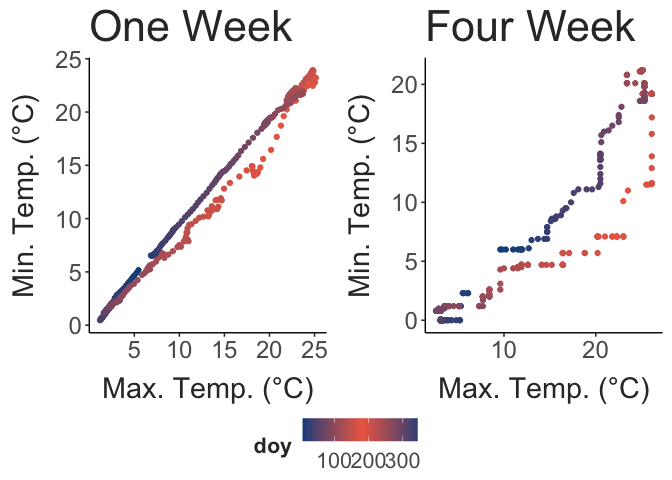 One Week
Four Week
Min. Temp. (°C)
25
20
15
10
5
0
5 10 15 20 25
Max. Temp. (°C)
Min. Temp. (°C)
20
15
10
5
0
10 20
Max. Temp. (°C)
doy
100200300